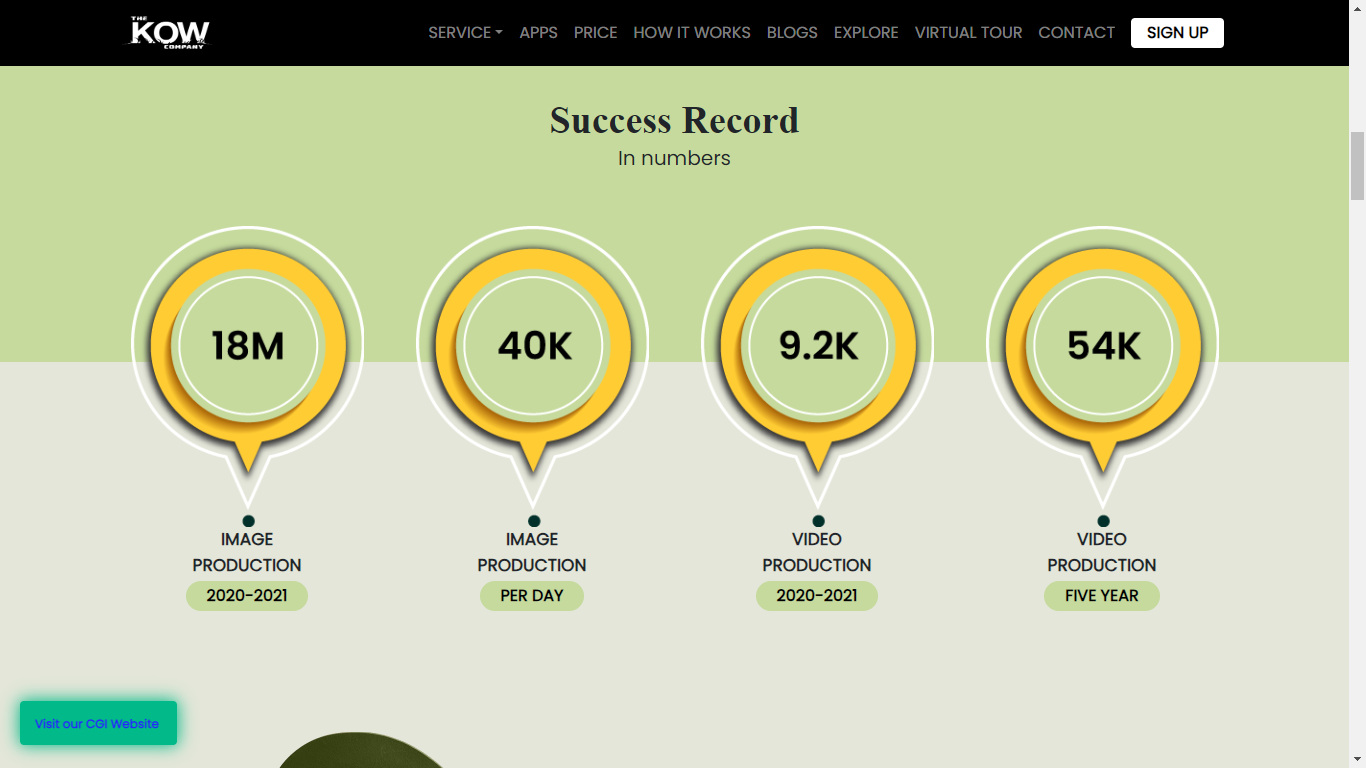 THE
KOW
COMPANY
SERVICE APPS PRICE HOW IT WORKS BLOGS EXPLORE VIRTUAL TOUR CONTACT SIGN UP
Success Record
In numbers
18M 40K 9.2K 54K
IMAGE IMAGE VIDEO VIDEO
PRODUCTION PRODUCTION PRODUCTION PRODUCTION
2020-2021 PER DAY 2020-2021 FIVE YEAR
Visit our CGI Website